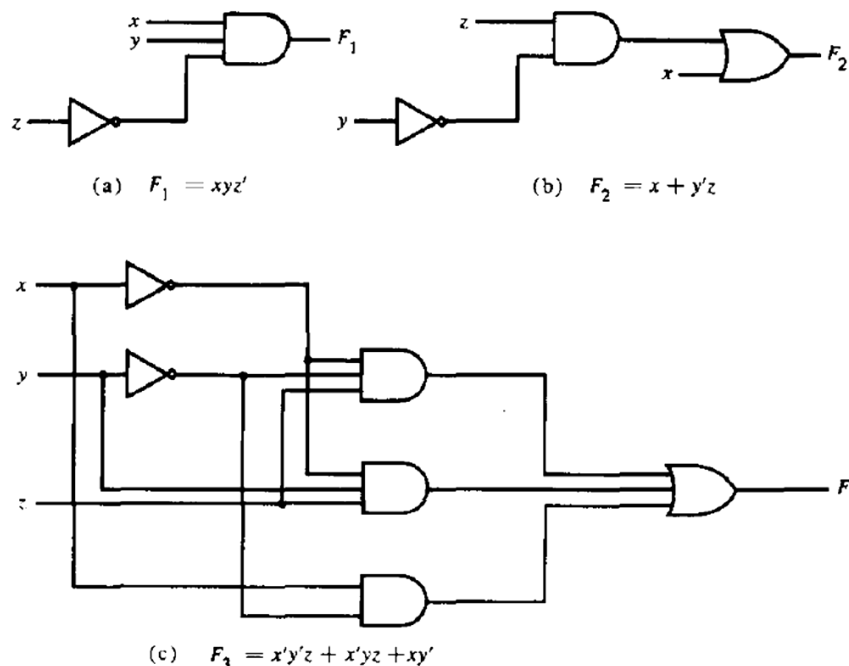 x
y
F₁
z
(a) F₁ = xyz'
z
F₂
x
y
(b) F₂ = x + y'z
x
y
z
F
(c) F₃ = x'y'z + x'yz + xy'